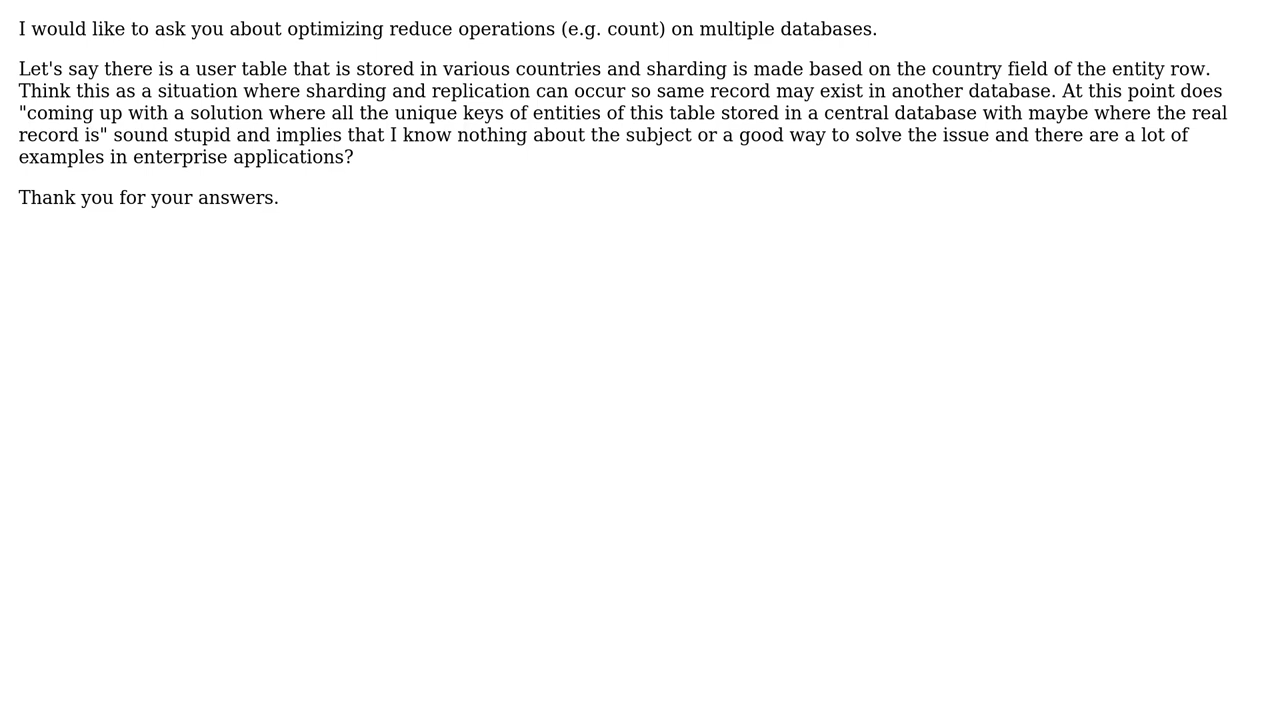 I would like to ask you about optimizing reduce operations (e.g. count) on multiple databases.
Let's say there is a user table that is stored in various countries and sharding is made based on the country field of the entity row.
Think this as a situation where sharding and replication can occur so same record may exist in another database. At this point does
"coming up with a solution where all the unique keys of entities of this table stored in a central database with maybe where the real
record is" sound stupid and implies that I know nothing about the subject or a good way to solve the issue and there are a lot of
examples in enterprise applications?
Thank you for your answers.